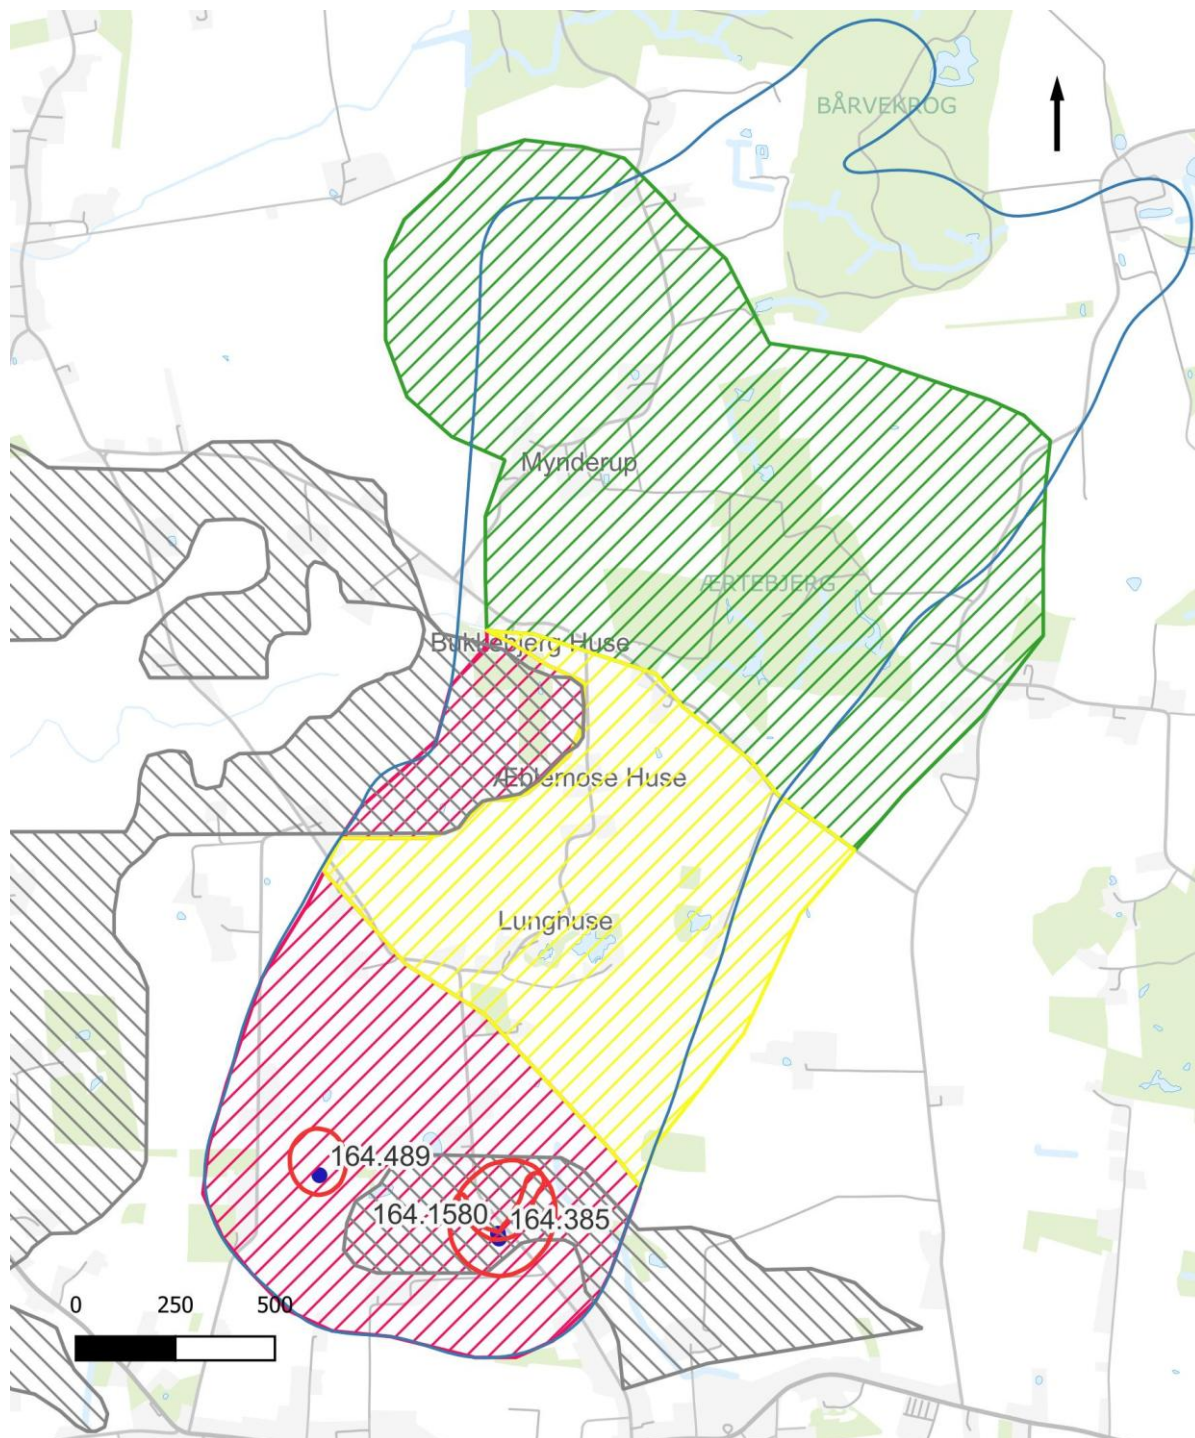 BÅRVEKROG
Mynderup
ÆRTEBJERG
Bukkebjerg Huse
Æblemose Huse
Lunghuse
164.489
164.1580 164.385
0 250 500